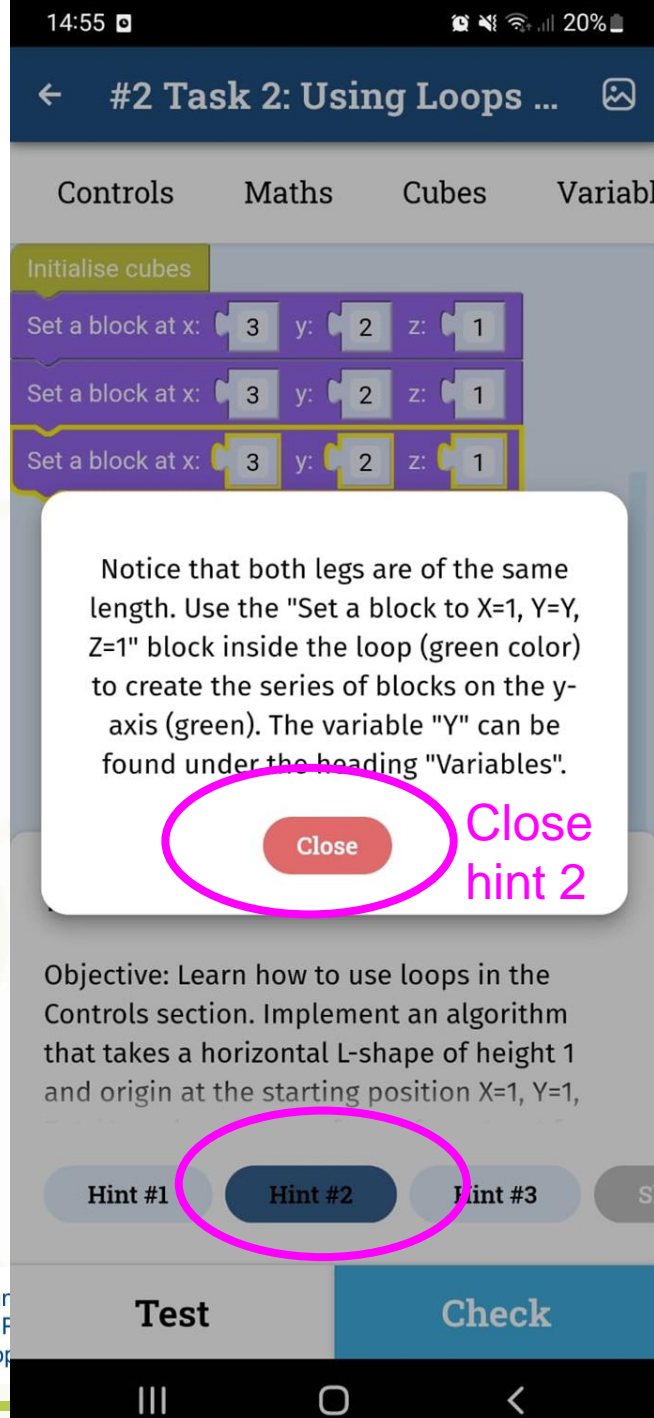 14:55 20%
#2 Task 2: Using Loops ...
Controls Maths Cubes Variabl
Initialise cubes
Set a block at x: 3 y: 2 z: 1
Set a block at x: 3 y: 2 z: 1
Set a block at x: 3 y: 2 z: 1
Notice that both legs are of the same
length. Use the "Set a block to X=1, Y=Y,
Z=1" block inside the loop (green color)
to create the series of blocks on the y-
axis (green). The variable "Y" can be
found under the heading "Variables".
Close
Close
hint 2
Objective: Learn how to use loops in the
Controls section. Implement an algorithm
that takes a horizontal L-shape of height 1
and origin at the starting position X=1, Y=1,
Hint #1 Hint #2 Hint #3 S
Test Check